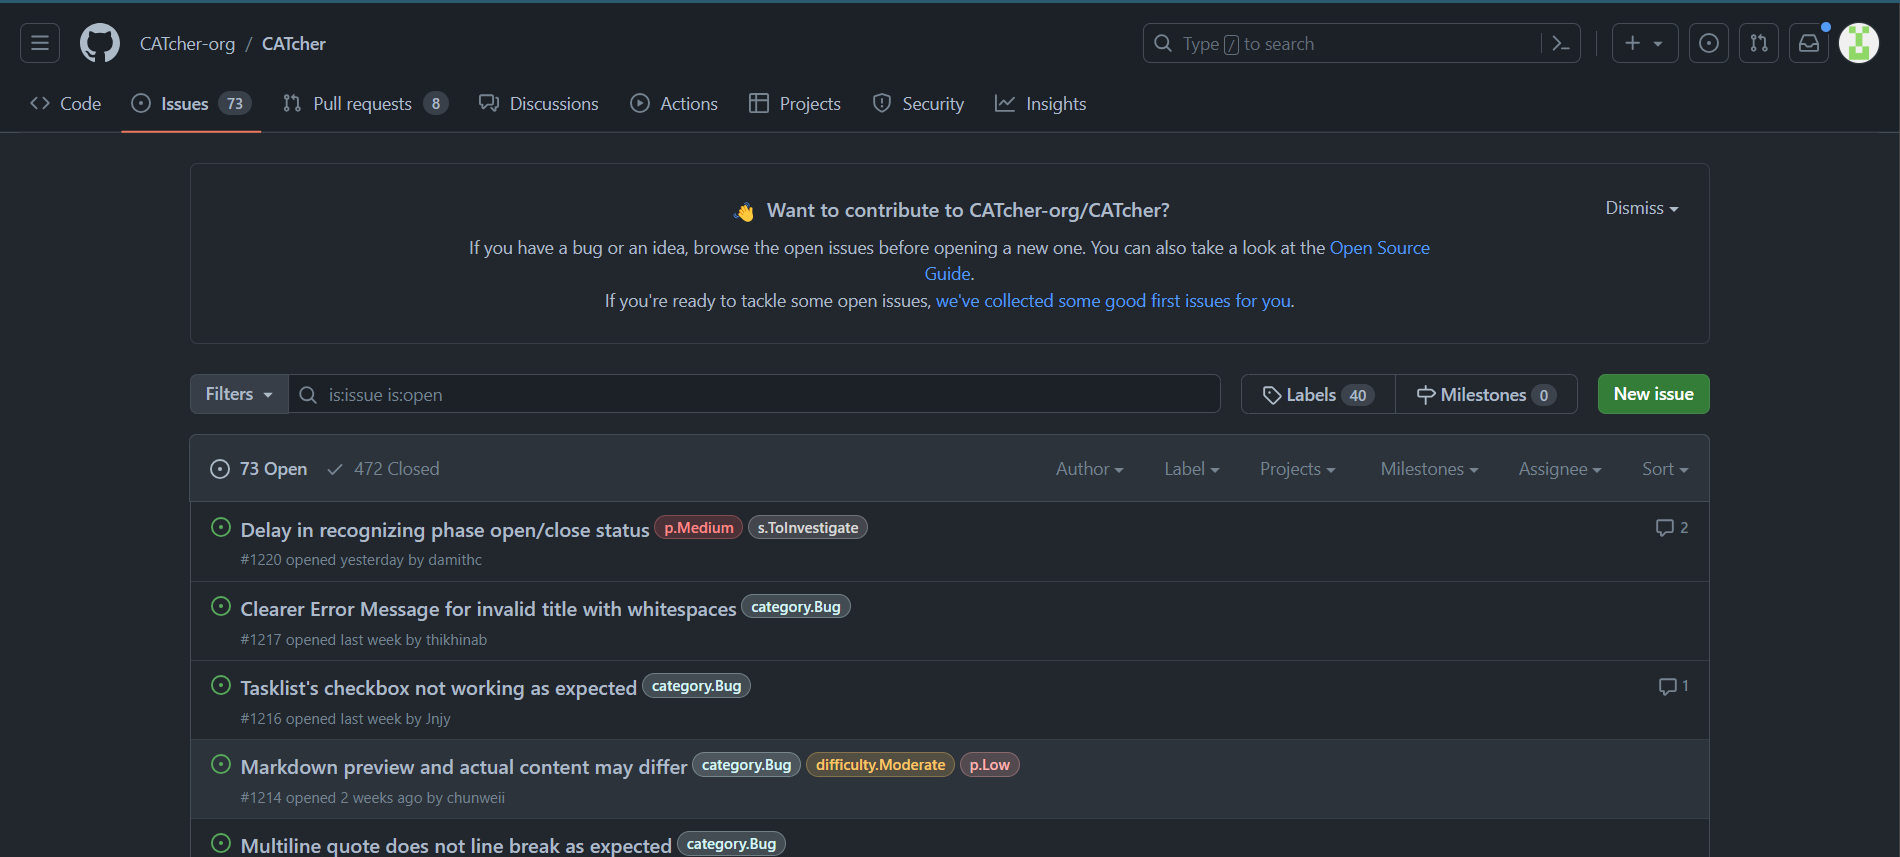 CATcher-org / CATcher
Type / to search
Code
Issues 73
Pull requests 8
Discussions
Actions
Projects
Security
Insights
👋 Want to contribute to CATcher-org/CATcher?
Dismiss
If you have a bug or an idea, browse the open issues before opening a new one. You can also take a look at the Open Source
Guide.
If you're ready to tackle some open issues, we've collected some good first issues for you.
Filters
is:issue is:open
Labels 40
Milestones 0
New issue
73 Open
472 Closed
Author
Label
Projects
Milestones
Assignee
Sort
Delay in recognizing phase open/close status p.Medium s.ToInvestigate
2
#1220 opened yesterday by damithc
Clearer Error Message for invalid title with whitespaces category.Bug
#1217 opened last week by thikhinab
Tasklist's checkbox not working as expected category.Bug
1
#1216 opened last week by Jnjy
Markdown preview and actual content may differ category.Bug difficulty.Moderate p.Low
#1214 opened 2 weeks ago by chunweii
Multiline quote does not line break as expected category.Bug